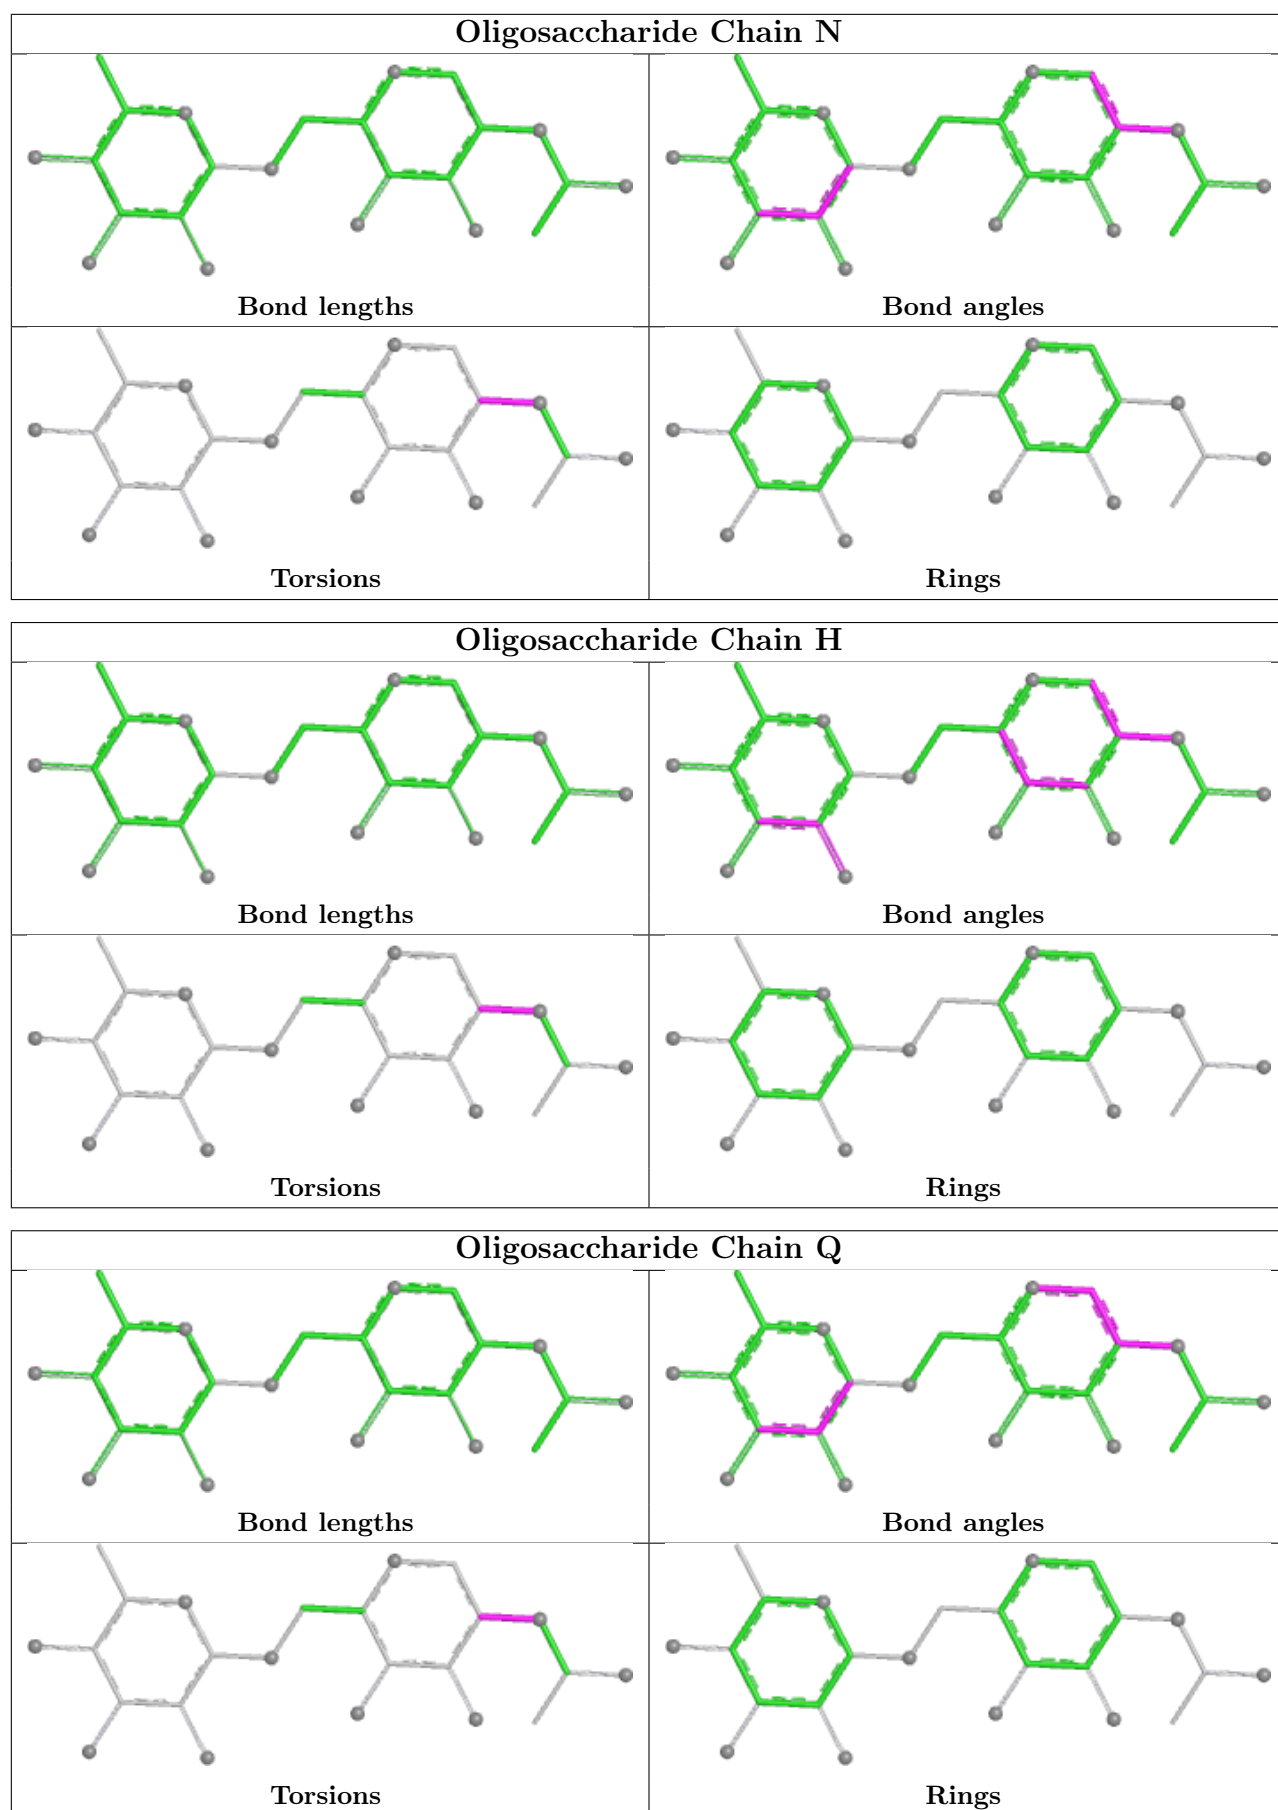 Oligosaccharide Chain N
Bond lengths
Bond angles
Torsions
Rings
Oligosaccharide Chain H
Bond lengths
Bond angles
Torsions
Rings
Oligosaccharide Chain Q
Bond lengths
Bond angles
Torsions
Rings